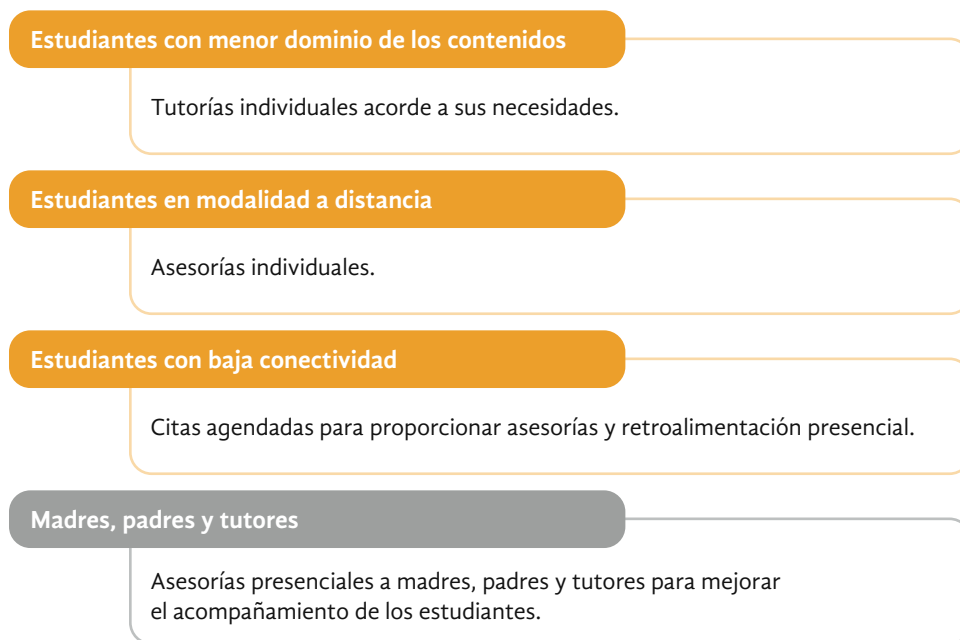 Estudiantes con menor dominio de los contenidos
Tutorías individuales acorde a sus necesidades.
Estudiantes en modalidad a distancia
Asesorías individuales.
Estudiantes con baja conectividad
Citas agendadas para proporcionar asesorías y retroalimentación presencial.
Madres, padres y tutores
Asesorías presenciales a madres, padres y tutores para mejorar
el acompañamiento de los estudiantes.